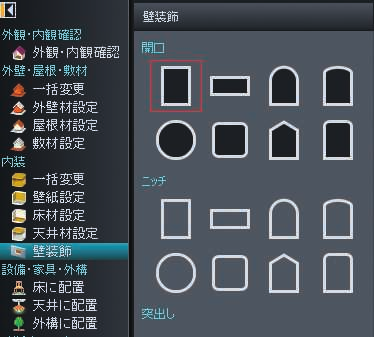 外観・内観確認
外観・内観確認
外壁・屋根・敷材
一括変更
外壁材設定
屋根材設定
敷材設定
内装
一括変更
壁紙設定
床材設定
天井材設定
壁装飾
設備・家具・外構
床に配置
天井に配置
外構に配置
壁装飾
開口
ニッチ
突出し